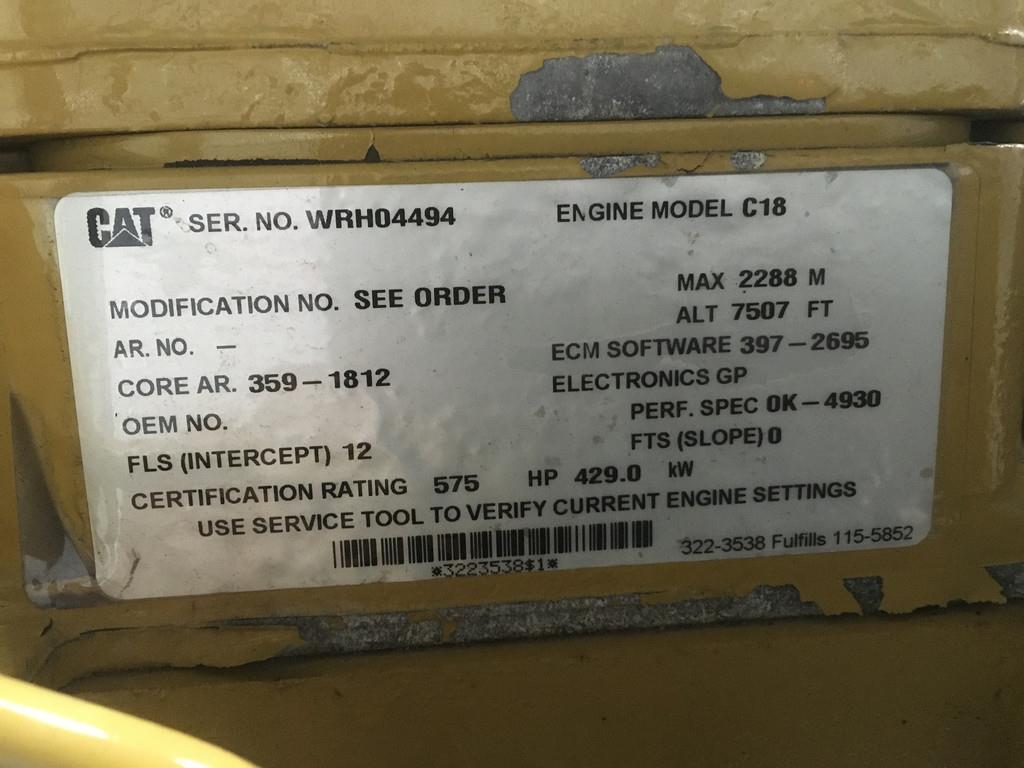 CAT® SER. NO. WRH04494 ENGINE MODEL C18
MODIFICATION NO. SEE ORDER MAX 2288 M
ALT 7507 FT
AR. NO. — ECM SOFTWARE 397–2695
CORE AR. 359–1812 ELECTRONICS GP
OEM NO. PERF. SPEC 0K–4930
FLS (INTERCEPT) 12 FTS (SLOPE) 0
CERTIFICATION RATING 575 HP 429.0 kW
USE SERVICE TOOL TO VERIFY CURRENT ENGINE SETTINGS
*3223538$1* 322-3538 Fulfills 115-5852